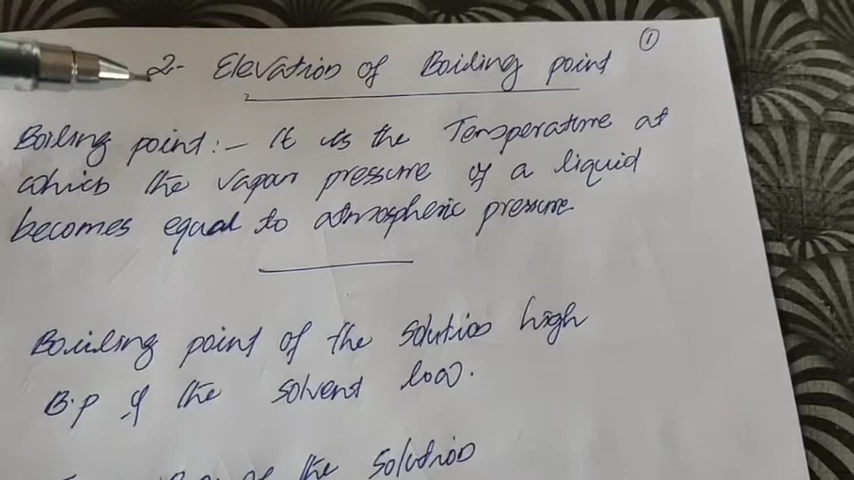 ①
2- Elevation of Boiling point
Boiling point :- It is the Temperature at
which the vapour pressure of a liquid
becomes equal to atmospheric pressure
Boiling point of the Solution high
B.P of the solvent low.
of the Solution